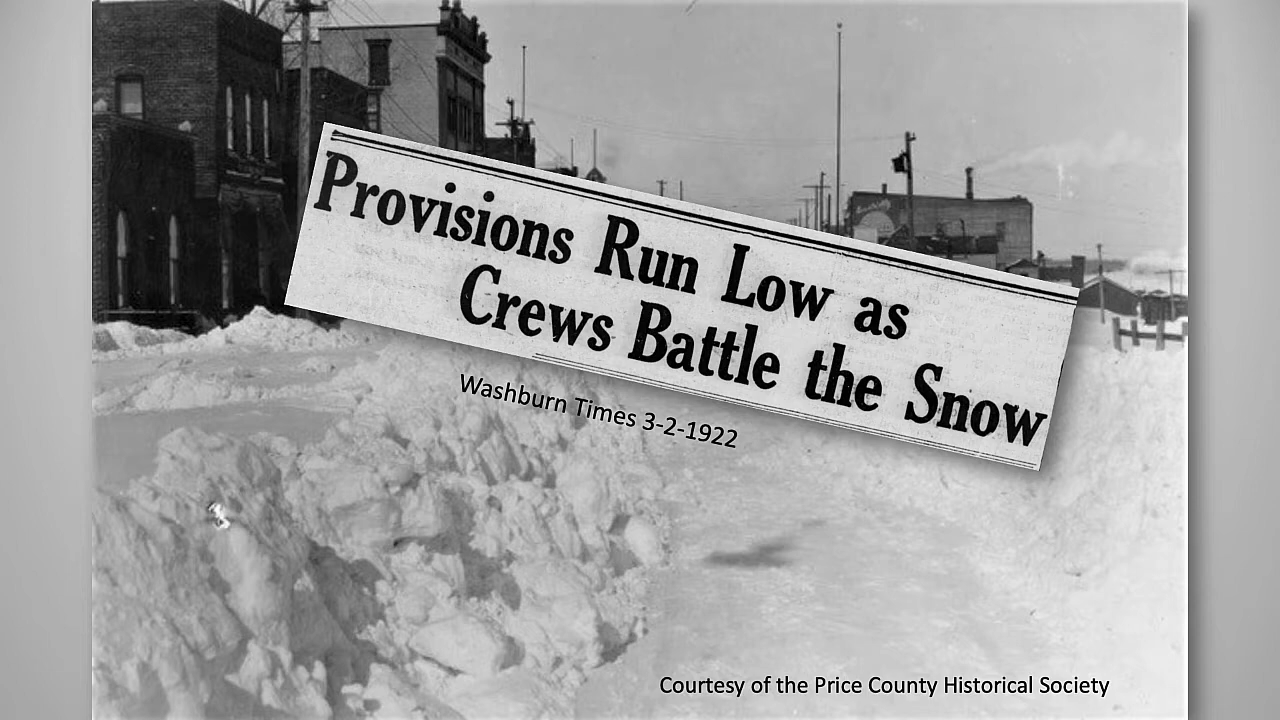 Provisions Run Low as
Crews Battle the Snow
Washburn Times 3-2-1922
Courtesy of the Price County Historical Society